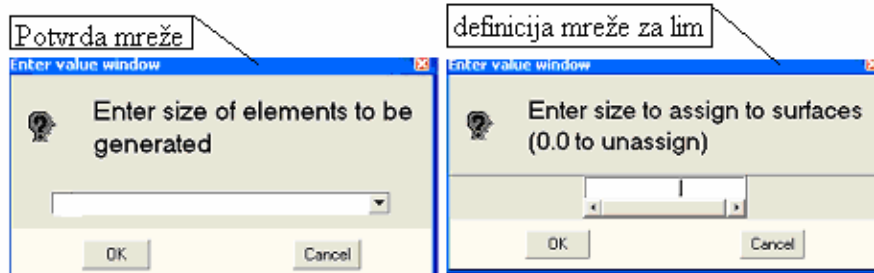 Potvrda mreže
Enter value window
Enter size of elements to be
generated
OK
Cancel
definicija mreže za lim
Enter value window
Enter size to assign to surfaces
(0.0 to unassign)
OK
Cancel